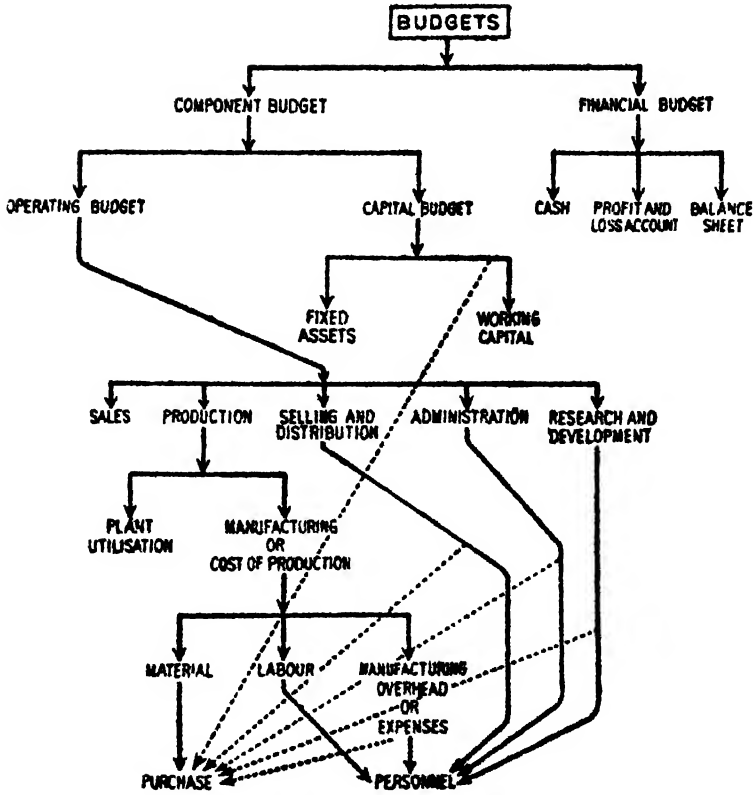 BUDGETS
COMPONENT BUDGET
FINANCIAL BUDGET
OPERATING BUDGET
CAPITAL BUDGET
CASH
PROFIT AND
LOSS ACCOUNT
BALANCE
SHEET
FIXED
ASSETS
WORKING
CAPITAL
SALES
PRODUCTION
SELLING AND
DISTRIBUTION
ADMINISTRATION
RESEARCH AND
DEVELOPMENT
PLANT
UTILISATION
MANUFACTURING
OR
COST OF PRODUCTION
MATERIAL
LABOUR
MANUFACTURING
OVERHEAD
OR
EXPENSES
PURCHASE
PERSONNEL